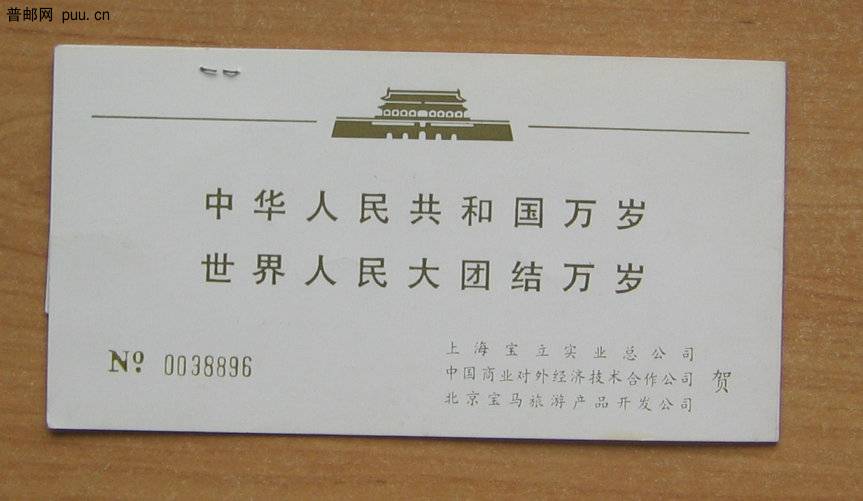 普邮网 puu.cn
中华人民共和国万岁
世界人民大团结万岁
Nº 0038896
上海宝立实业总公司
中国商业对外经济技术合作公司 贺
北京宝马旅游产品开发公司